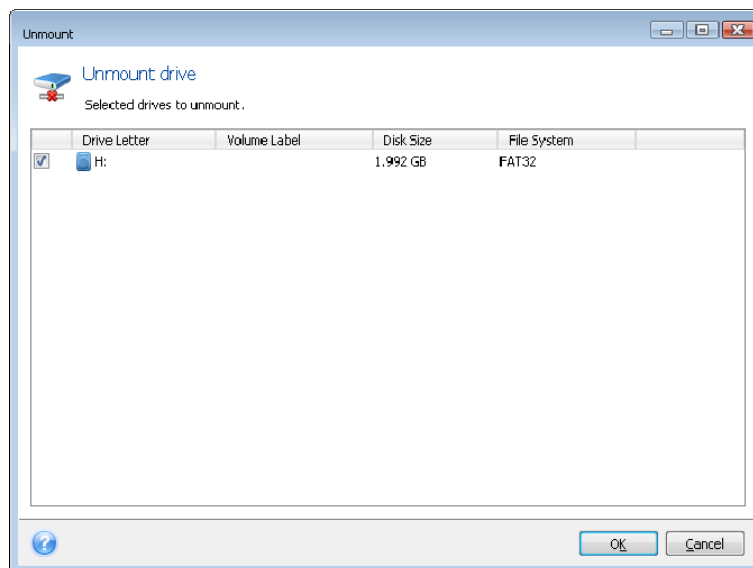 Unmount
Unmount drive
Selected drives to unmount.
Drive Letter Volume Label Disk Size File System
H: 1.992 GB FAT32
OK Cancel